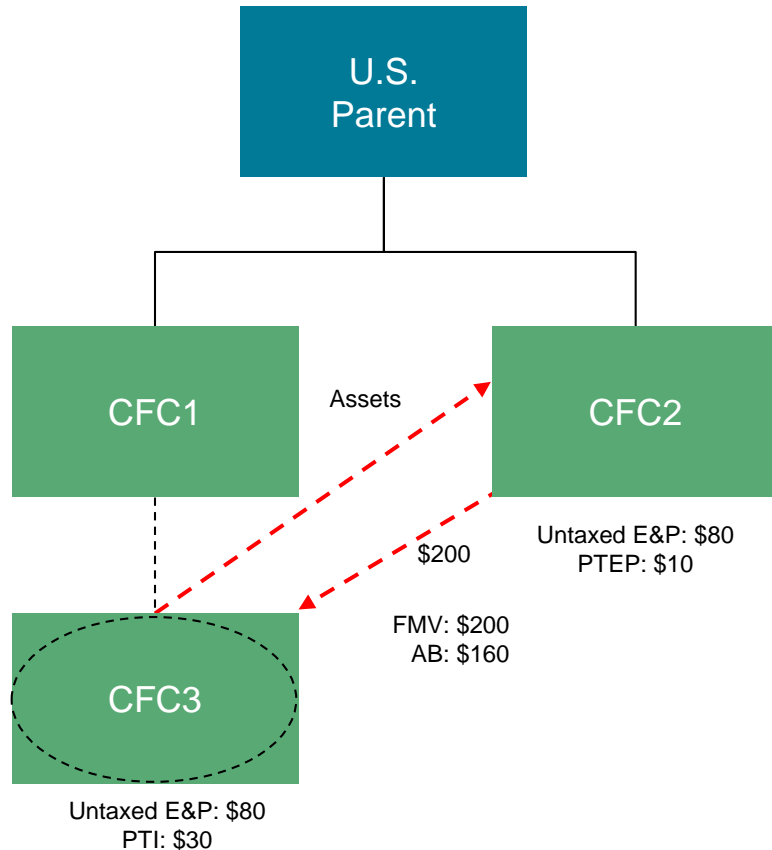 U.S.
Parent
CFC1
Assets
CFC2
Untaxed E&P: $80
PTEP: $10
$200
FMV: $200
AB: $160
CFC3
Untaxed E&P: $80
PTI: $30